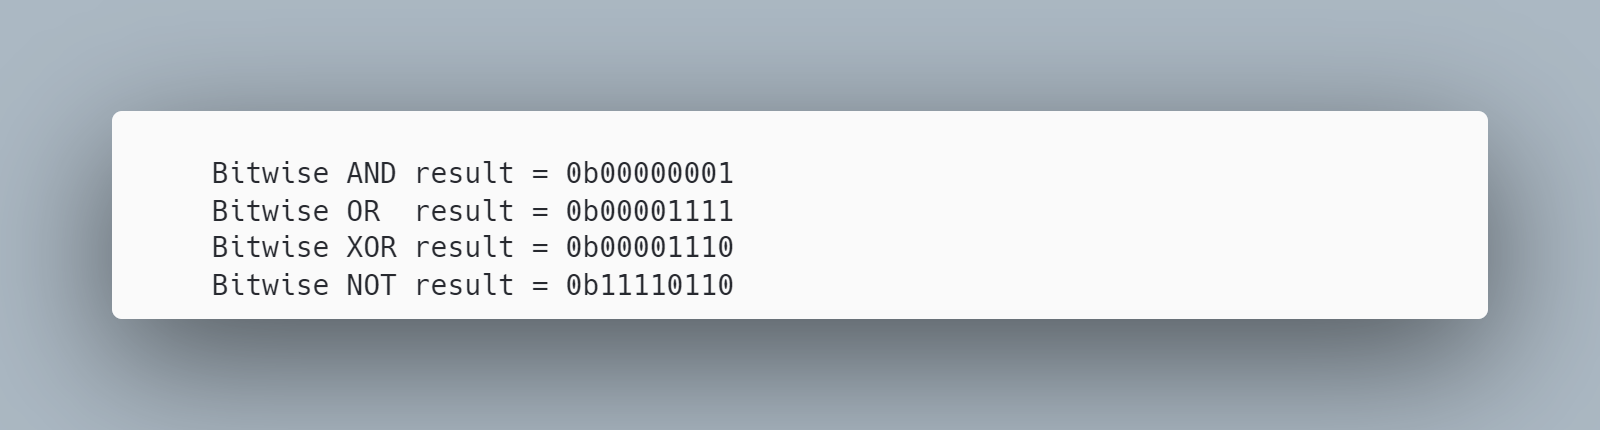 Bitwise AND result = 0b00000001
Bitwise OR  result = 0b00001111
Bitwise XOR result = 0b00001110
Bitwise NOT result = 0b11110110